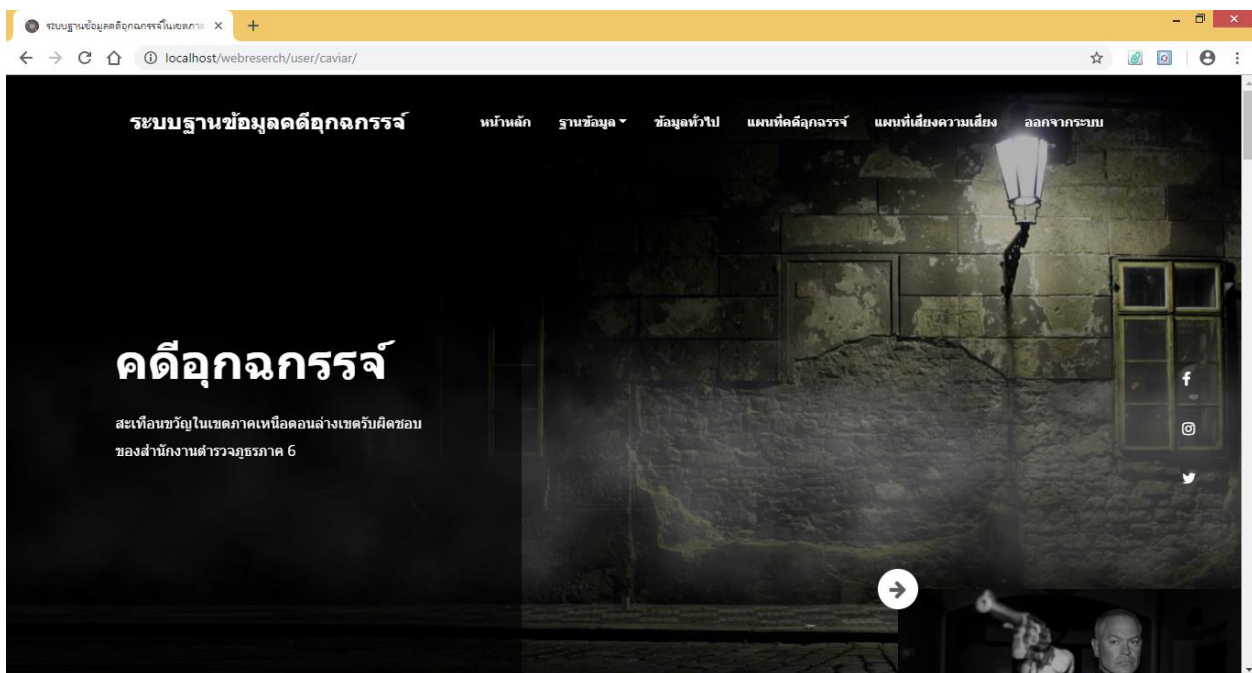 ระบบฐานข้อมูลคดีอุกฉกรรจ์ในเขตภา
localhost/webreserch/user/caviar/
ระบบฐานข้อมูลคดีอุกฉกรรจ์
หน้าหลัก ฐานข้อมูล ข้อมูลทั่วไป แผนที่คดีอุกฉรรจ์ แผนที่เสี่ยงความเสี่ยง ออกจากระบบ
คดีอุกฉกรรจ์
สะเทือนขวัญในเขตภาคเหนือตอนล่างเขตรับผิดชอบ
ของสำนักงานตำรวจภูธรภาค 6